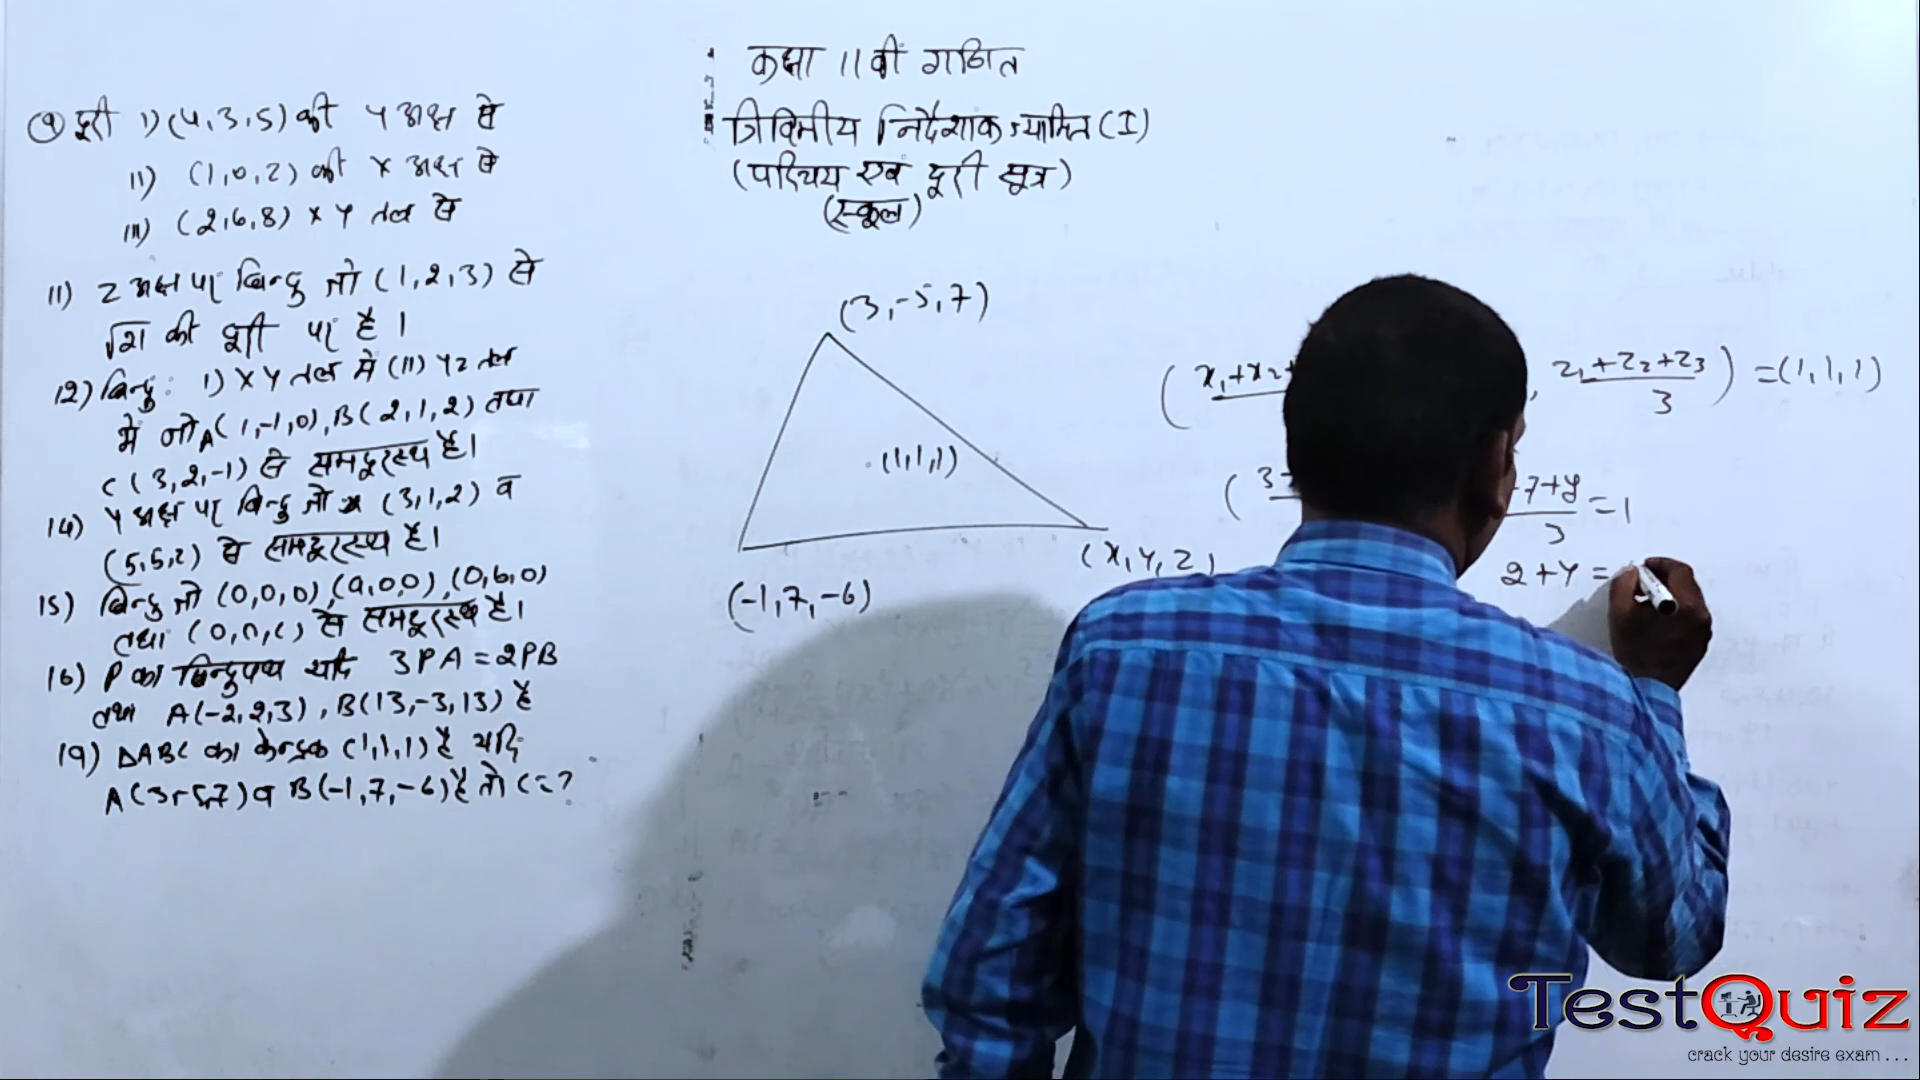 कक्षा 11वी गणित
त्रिविमीय निर्देशांक ज्यामिति (I)
(परिचय एवं दूरी सूत्र)
(स्कूल)
9) दूरी i) (4,3,5) की y अक्ष से
ii) (1,0,2) की x अक्ष से
iii) (2,6,8) x y तल से
11) z अक्ष पर बिन्दु जो (1,2,3) से
की दूरी पर है।
12) बिन्दु: i) x y तल मे (ii) yz तल
मे जो A(1,-1,0), B(2,1,2) तथा
C(3,2,-1) से समदूरस्थ है।
14) y अक्ष पर बिन्दु जो (3,1,2) व
(5,5,2) से समदूरस्थ है।
15) बिन्दु जो (0,0,0), (a,0,0), (0,b,0)
तथा (0,0,c) से समदूरस्थ है।
16) P का बिन्दुपथ यदि 3PA = 2PB
तथा A(-2,2,3), B(13,-3,13) है
19) ΔABC का केन्द्रक (1,1,1) है यदि
A(3,-5,7) व B(-1,7,-6) है तो C=?
(3,-5,7)
(1,1,1)
(-1,7,-6)
(x,y,z)
(x₁+x₂+ , z₁+z₂+z₃/3) = (1,1,1)
(3 -7+y/3 = 1
2+y =
TestQuiz
crack your desire exam...